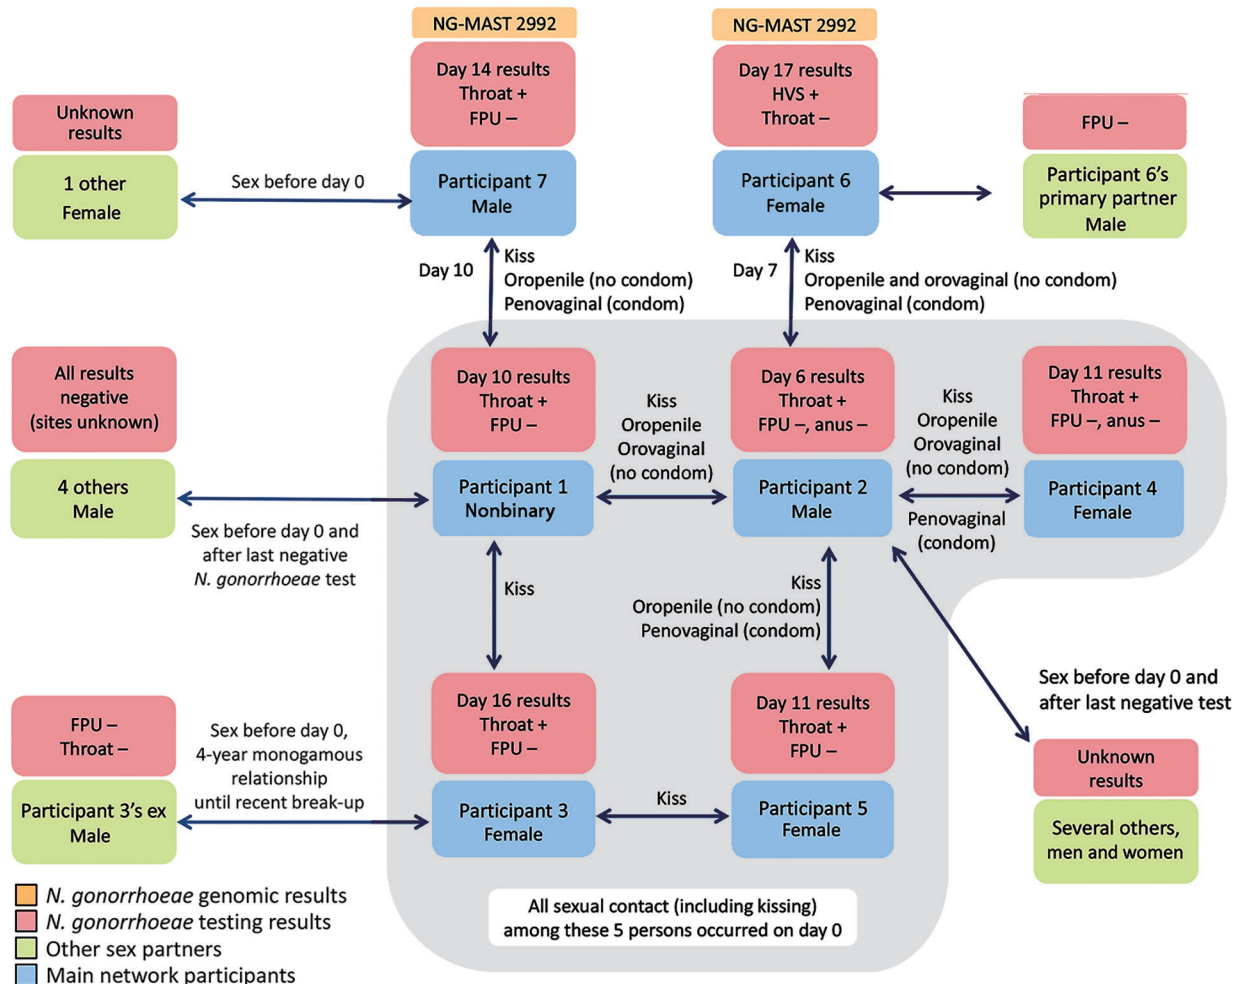 NG-MAST 2992
Day 14 results
Throat +
FPU –
Participant 7
Male
NG-MAST 2992
Day 17 results
HVS +
Throat –
Participant 6
Female
Unknown
results
1 other
Female
Sex before day 0
FPU –
Participant 6’s
primary partner
Male
Day 10
Kiss
Oropenile (no condom)
Penovaginal (condom)
Day 7
Kiss
Oropenile and orovaginal (no condom)
Penovaginal (condom)
All results
negative
(sites unknown)
4 others
Male
Sex before day 0 and
after last negative
N. gonorrhoeae test
Day 10 results
Throat +
FPU –
Participant 1
Nonbinary
Kiss
Oropenile
Orovaginal
(no condom)
Day 6 results
Throat +
FPU –, anus –
Participant 2
Male
Kiss
Oropenile
Orovaginal
(no condom)
Penovaginal
(condom)
Day 11 results
Throat +
FPU –, anus –
Participant 4
Female
Kiss
Kiss
Oropenile (no condom)
Penovaginal (condom)
FPU –
Throat –
Participant 3’s ex
Male
Sex before day 0,
4-year monogamous
relationship
until recent break-up
Day 16 results
Throat +
FPU –
Participant 3
Female
Kiss
Day 11 results
Throat +
FPU –
Participant 5
Female
Sex before day 0 and
after last negative test
Unknown
results
Several others,
men and women
All sexual contact (including kissing)
among these 5 persons occurred on day 0
N. gonorrhoeae genomic results
N. gonorrhoeae testing results
Other sex partners
Main network participants